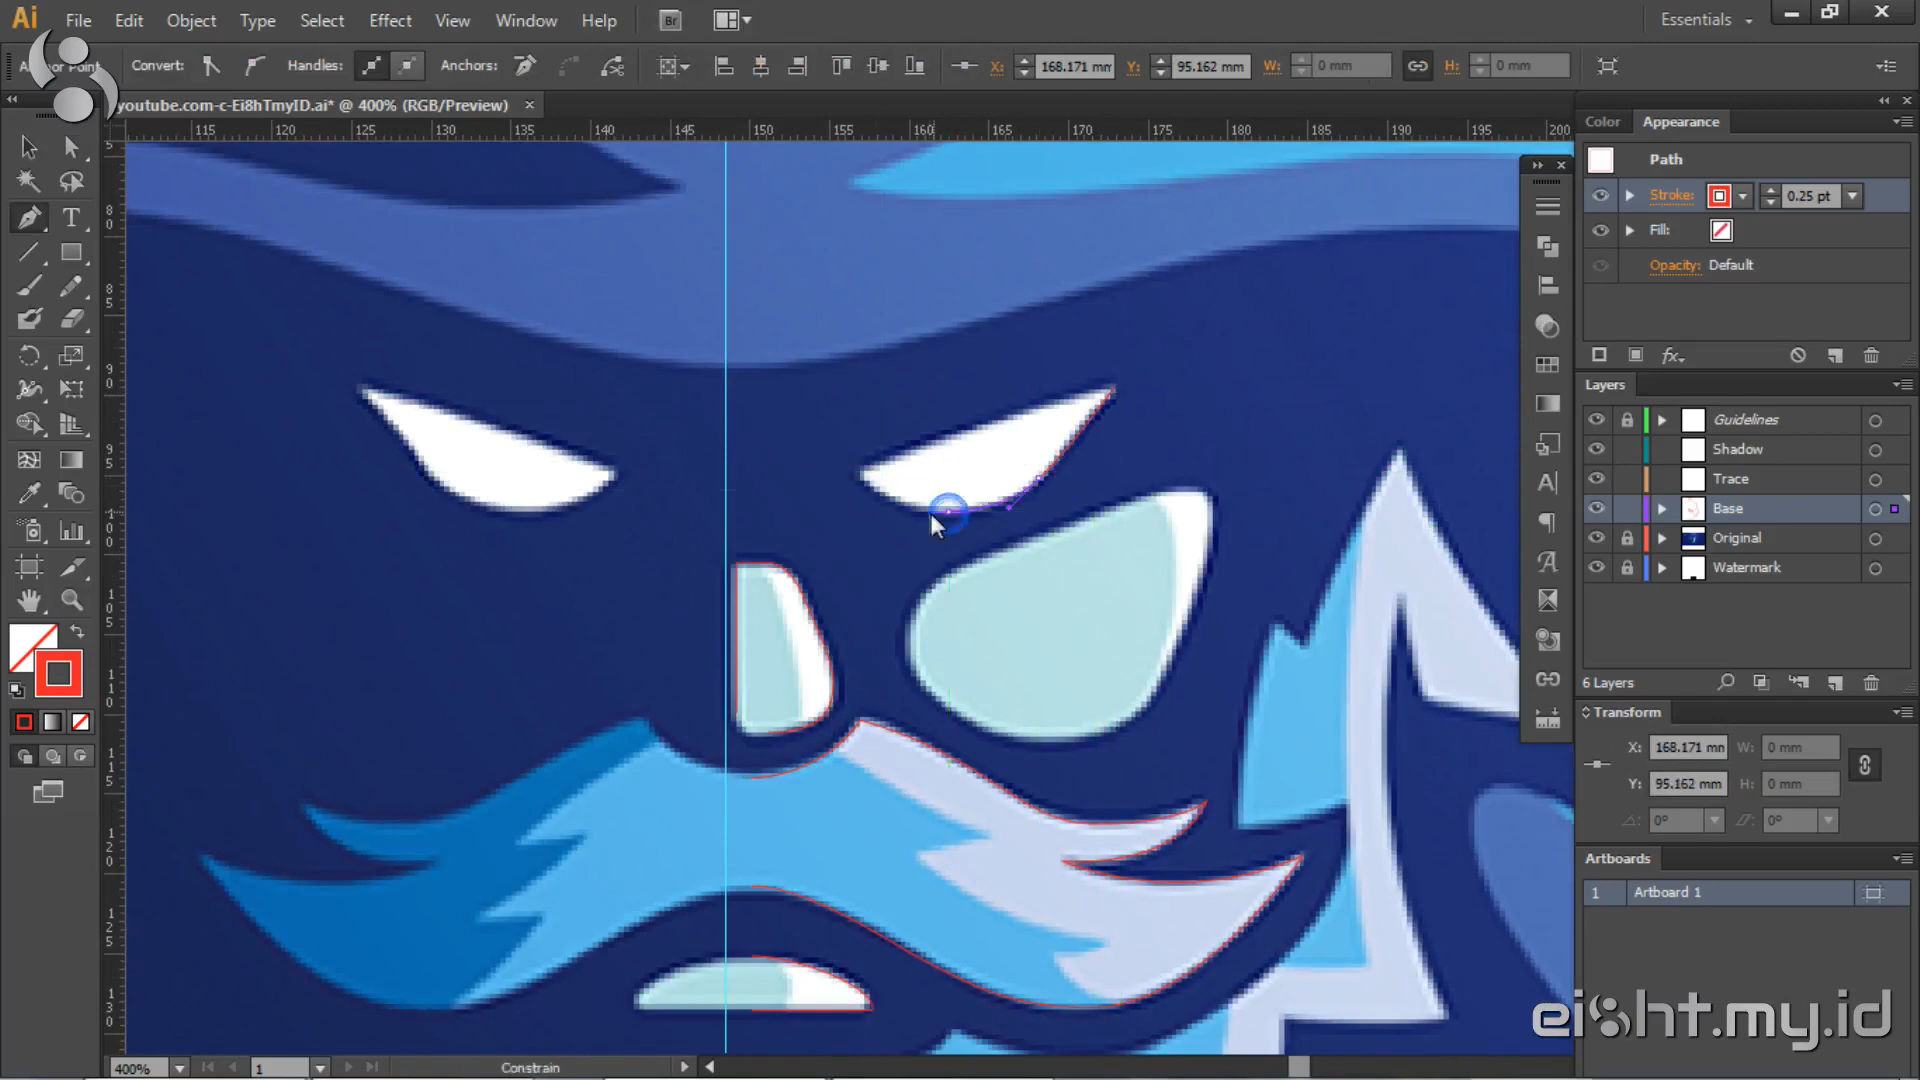 Ai File Edit Object Type Select Effect View Window Help Br Essentials
Convert: Handles: Anchors: X: 168.171 mm Y: 95.162 mm W: 0 mm H: 0 mm
youtube.com-c-Ei8hTmyID.ai* @ 400% (RGB/Preview)
115 120 125 130 135 140 145 150 155 160 165 170 175 180 185 190 195 200
Color Appearance
Path
Stroke: 0.25 pt
Fill:
Opacity: Default
fx
Layers
Guidelines
Shadow
Trace
Base
Original
Watermark
6 Layers
Transform
X: 168.171 mm W: 0 mm
Y: 95.162 mm H: 0 mm
0° 0°
Artboards
1 Artboard 1
ei8ht.my.id
400% 1 Constrain